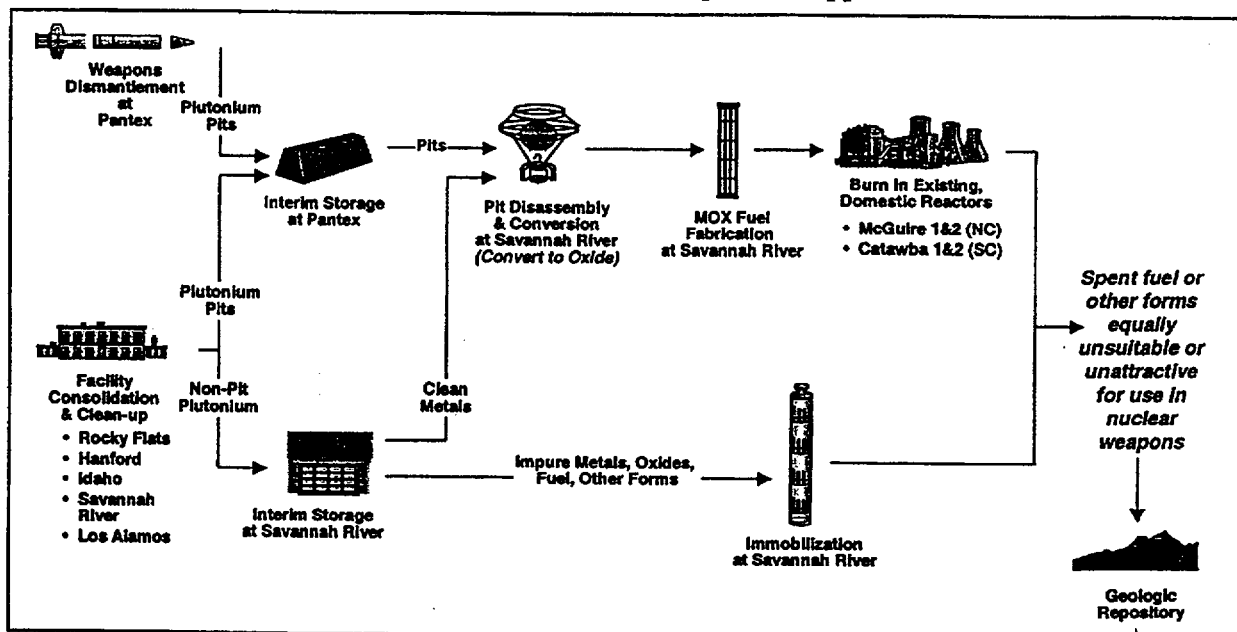 Weapons
Dismantlement
at
Pantex
Plutonium
Pits
Interim Storage
at Pantex
Pits
Pit Disassembly
& Conversion
at Savannah River
(Convert to Oxide)
MOX Fuel
Fabrication
at Savannah River
Burn in Existing,
Domestic Reactors
• McGuire 1&2 (NC)
• Catawba 1&2 (SC)
Plutonium
Pits
Facility
Consolidation
& Clean-up
• Rocky Flats
• Hanford
• Idaho
• Savannah
River
• Los Alamos
Non-Pit
Plutonium
Clean
Metals
Interim Storage
at Savannah River
Impure Metals, Oxides,
Fuel, Other Forms
Immobilization
at Savannah River
Spent fuel or
other forms
equally
unsuitable or
unattractive
for use in
nuclear
weapons
Geologic
Repository